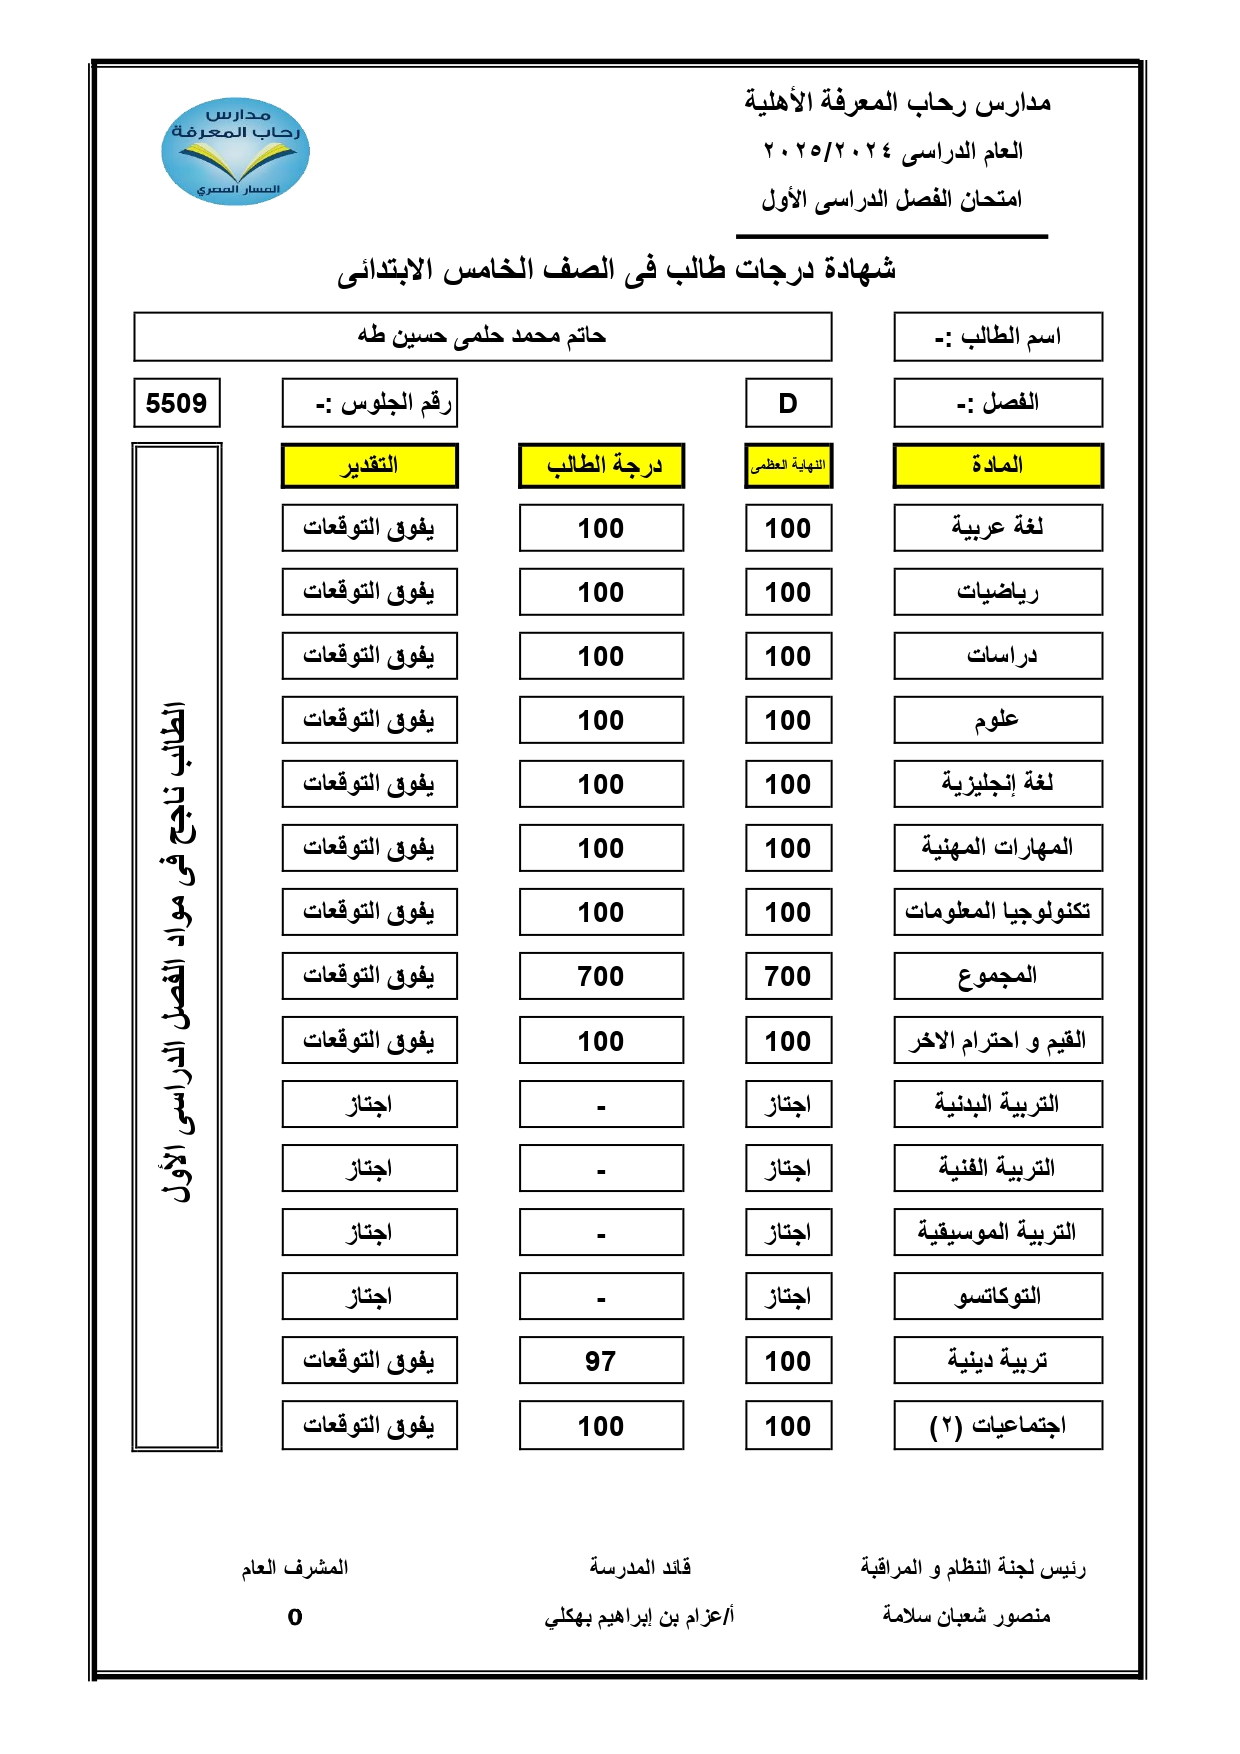 مدارس رحاب المعرفة الأهلية
العام الدراسى ٢٠٢٥/٢٠٢٤
امتحان الفصل الدراسى الأول
مدارس
رحاب المعرفة
المسار المصري
شهادة درجات طالب فى الصف الخامس الابتدائى
اسم الطالب :- حاتم محمد حلمى حسين طه
الفصل :- D رقم الجلوس :- 5509
المادة النهاية العظمى درجة الطالب التقدير
لغة عربية 100 100 يفوق التوقعات
رياضيات 100 100 يفوق التوقعات
دراسات 100 100 يفوق التوقعات
علوم 100 100 يفوق التوقعات
لغة إنجليزية 100 100 يفوق التوقعات
المهارات المهنية 100 100 يفوق التوقعات
تكنولوجيا المعلومات 100 100 يفوق التوقعات
المجموع 700 700 يفوق التوقعات
القيم و احترام الاخر 100 100 يفوق التوقعات
التربية البدنية اجتاز - اجتاز
التربية الفنية اجتاز - اجتاز
التربية الموسيقية اجتاز - اجتاز
التوكاتسو اجتاز - اجتاز
تربية دينية 100 97 يفوق التوقعات
اجتماعيات (٢) 100 100 يفوق التوقعات
الطالب ناجح فى مواد الفصل الدراسى الأول
رئيس لجنة النظام و المراقبة قائد المدرسة المشرف العام
منصور شعبان سلامة أ/عزام بن إبراهيم بهكلي 0